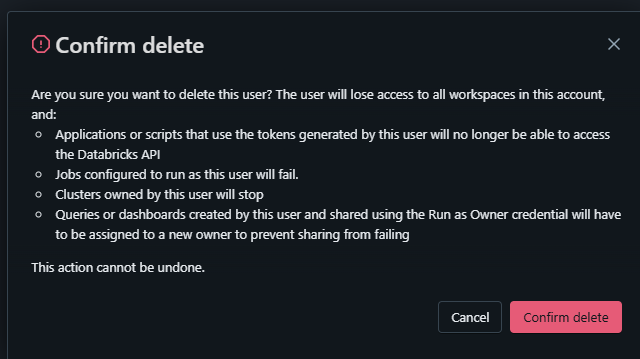 Confirm delete
Are you sure you want to delete this user? The user will lose access to all workspaces in this account,
and:
Applications or scripts that use the tokens generated by this user will no longer be able to access
the Databricks API
Jobs configured to run as this user will fail.
Clusters owned by this user will stop
Queries or dashboards created by this user and shared using the Run as Owner credential will have
to be assigned to a new owner to prevent sharing from failing
This action cannot be undone.
Cancel
Confirm delete